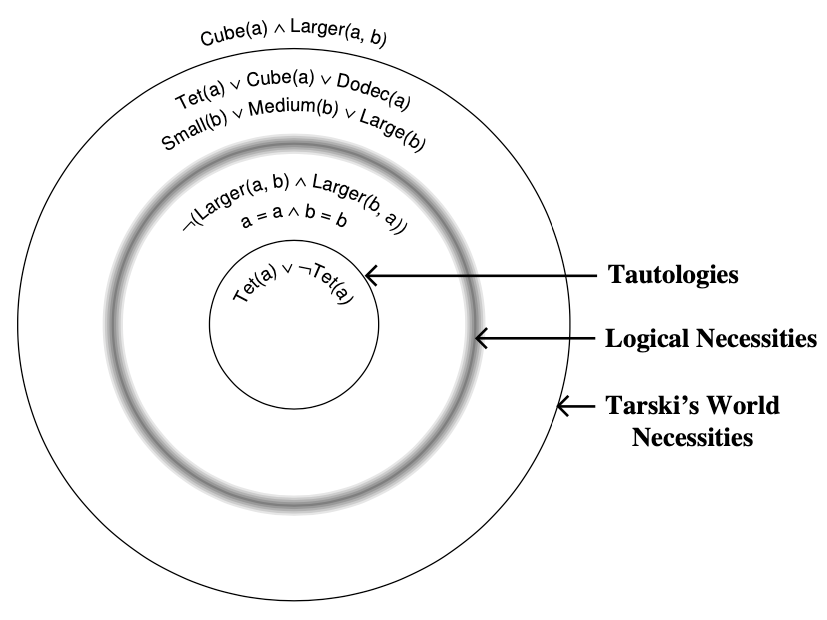 Cube(a) ∧ Larger(a, b)
Tet(a) ∨ Cube(a) ∨ Dodec(a)
Small(b) ∨ Medium(b) ∨ Large(b)
¬(Larger(a, b) ∧ Larger(b, a))
a = a ∧ b = b
Tet(a) ∨ ¬Tet(a)
Tautologies
Logical Necessities
Tarski’s World
Necessities